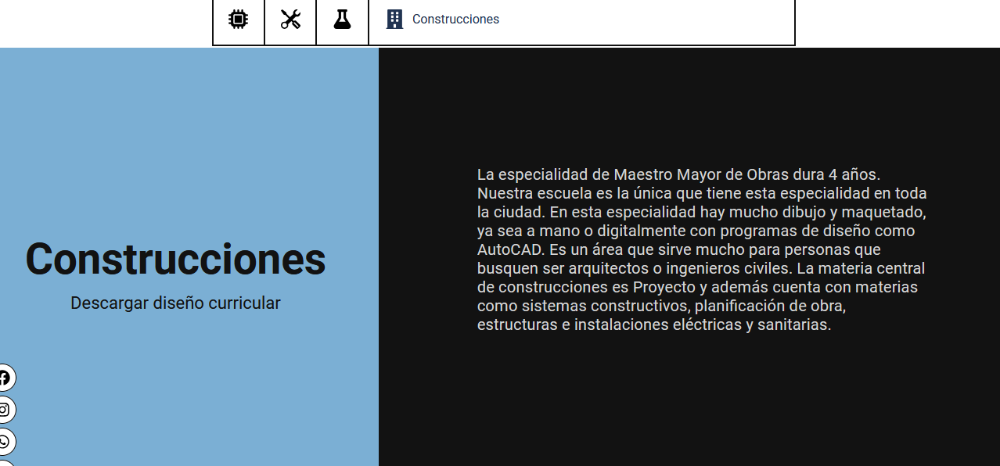 Construcciones
Construcciones
Descargar diseño curricular
La especialidad de Maestro Mayor de Obras dura 4 años.
Nuestra escuela es la única que tiene esta especialidad en toda
la ciudad. En esta especialidad hay mucho dibujo y maquetado,
ya sea a mano o digitalmente con programas de diseño como
AutoCAD. Es un área que sirve mucho para personas que
busquen ser arquitectos o ingenieros civiles. La materia central
de construcciones es Proyecto y además cuenta con materias
como sistemas constructivos, planificación de obra,
estructuras e instalaciones eléctricas y sanitarias.